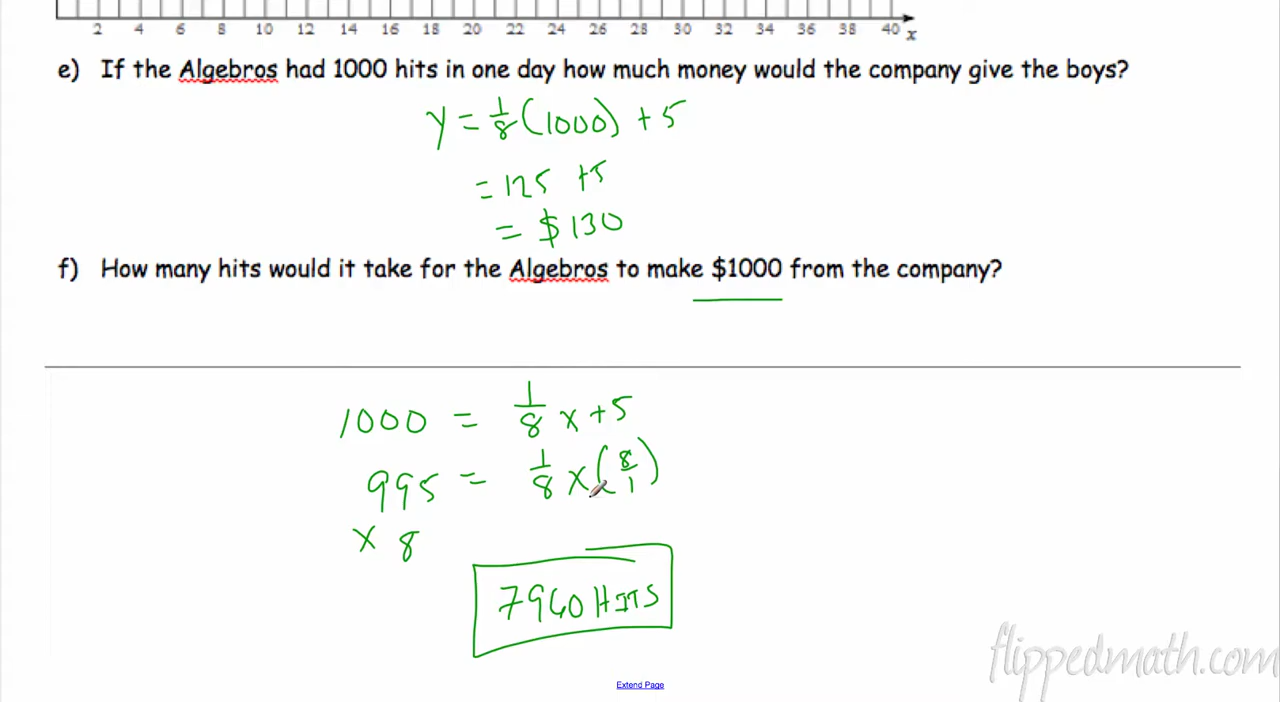 2 4 6 8 10 12 14 16 18 20 22 24 26 28 30 32 34 36 38 40 x
e) If the Algebros had 1000 hits in one day how much money would the company give the boys?
y = 1/8 (1000) + 5
= 125 + 5
= $130
f) How many hits would it take for the Algebros to make $1000 from the company?
1000 = 1/8 x + 5
995 = 1/8 x (8/1)
x 8
7960 HITS
flippedmath.com
Extend Page